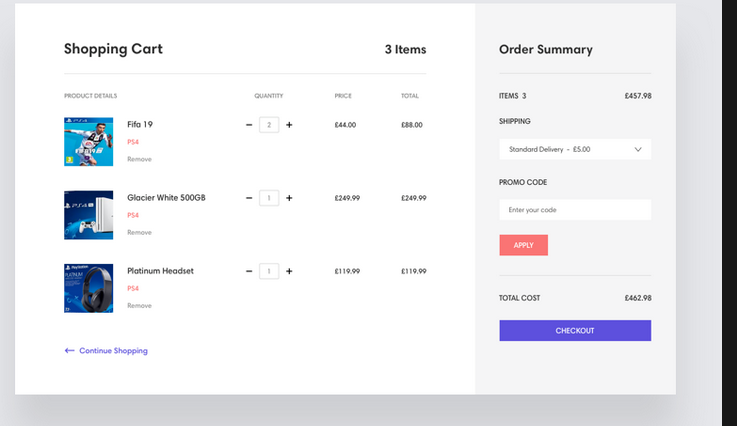 Shopping Cart
3 Items
PRODUCT DETAILS
QUANTITY
PRICE
TOTAL
Fifa 19
PS4
Remove
2
£44.00
£88.00
Glacier White 500GB
PS4
Remove
1
£249.99
£249.99
Platinum Headset
PS4
Remove
1
£119.99
£119.99
Continue Shopping
Order Summary
ITEMS 3
£457.98
SHIPPING
Standard Delivery - £5.00
PROMO CODE
Enter your code
APPLY
TOTAL COST
£462.98
CHECKOUT